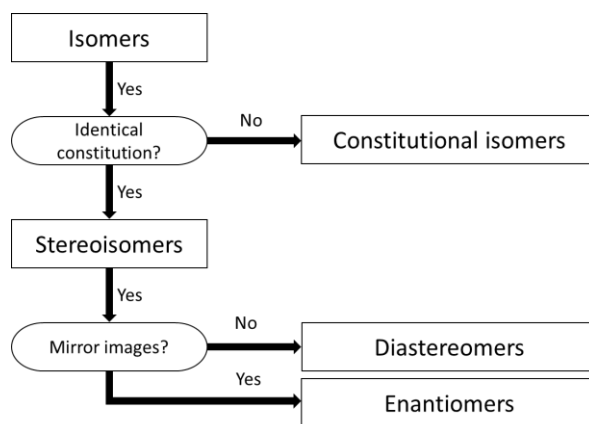 Isomers
Yes
Identical
constitution?
No
Constitutional isomers
Yes
Stereoisomers
Yes
Mirror images?
No
Diastereomers
Yes
Enantiomers